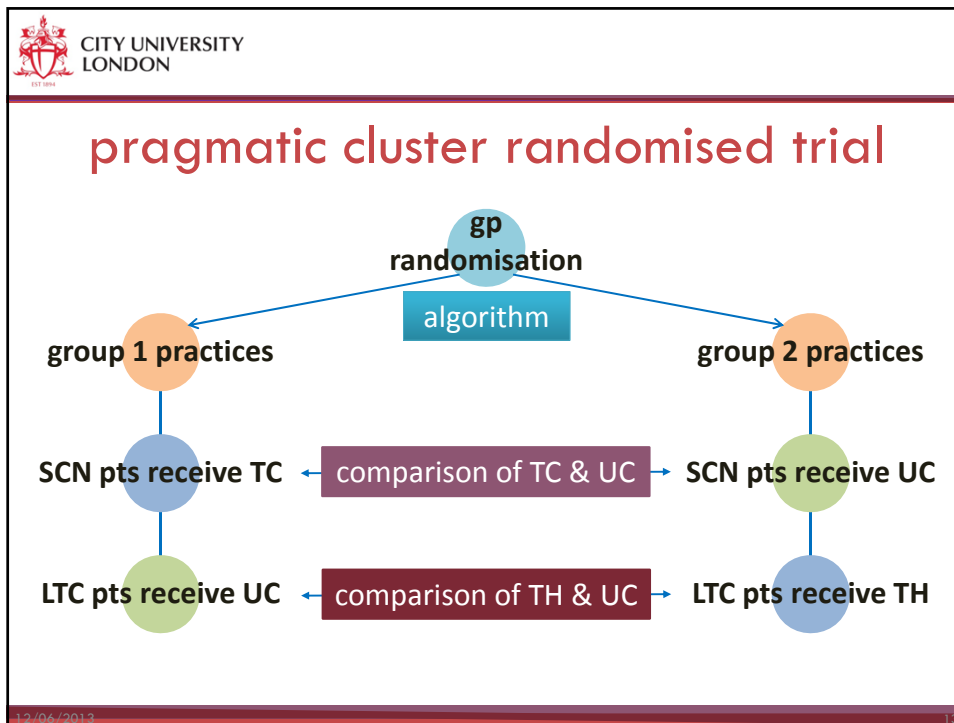 CITY UNIVERSITY
LONDON
EST 1894
pragmatic cluster randomised trial
gp
randomisation
algorithm
group 1 practices
group 2 practices
SCN pts receive TC
comparison of TC & UC
SCN pts receive UC
LTC pts receive UC
comparison of TH & UC
LTC pts receive TH
12/06/2013